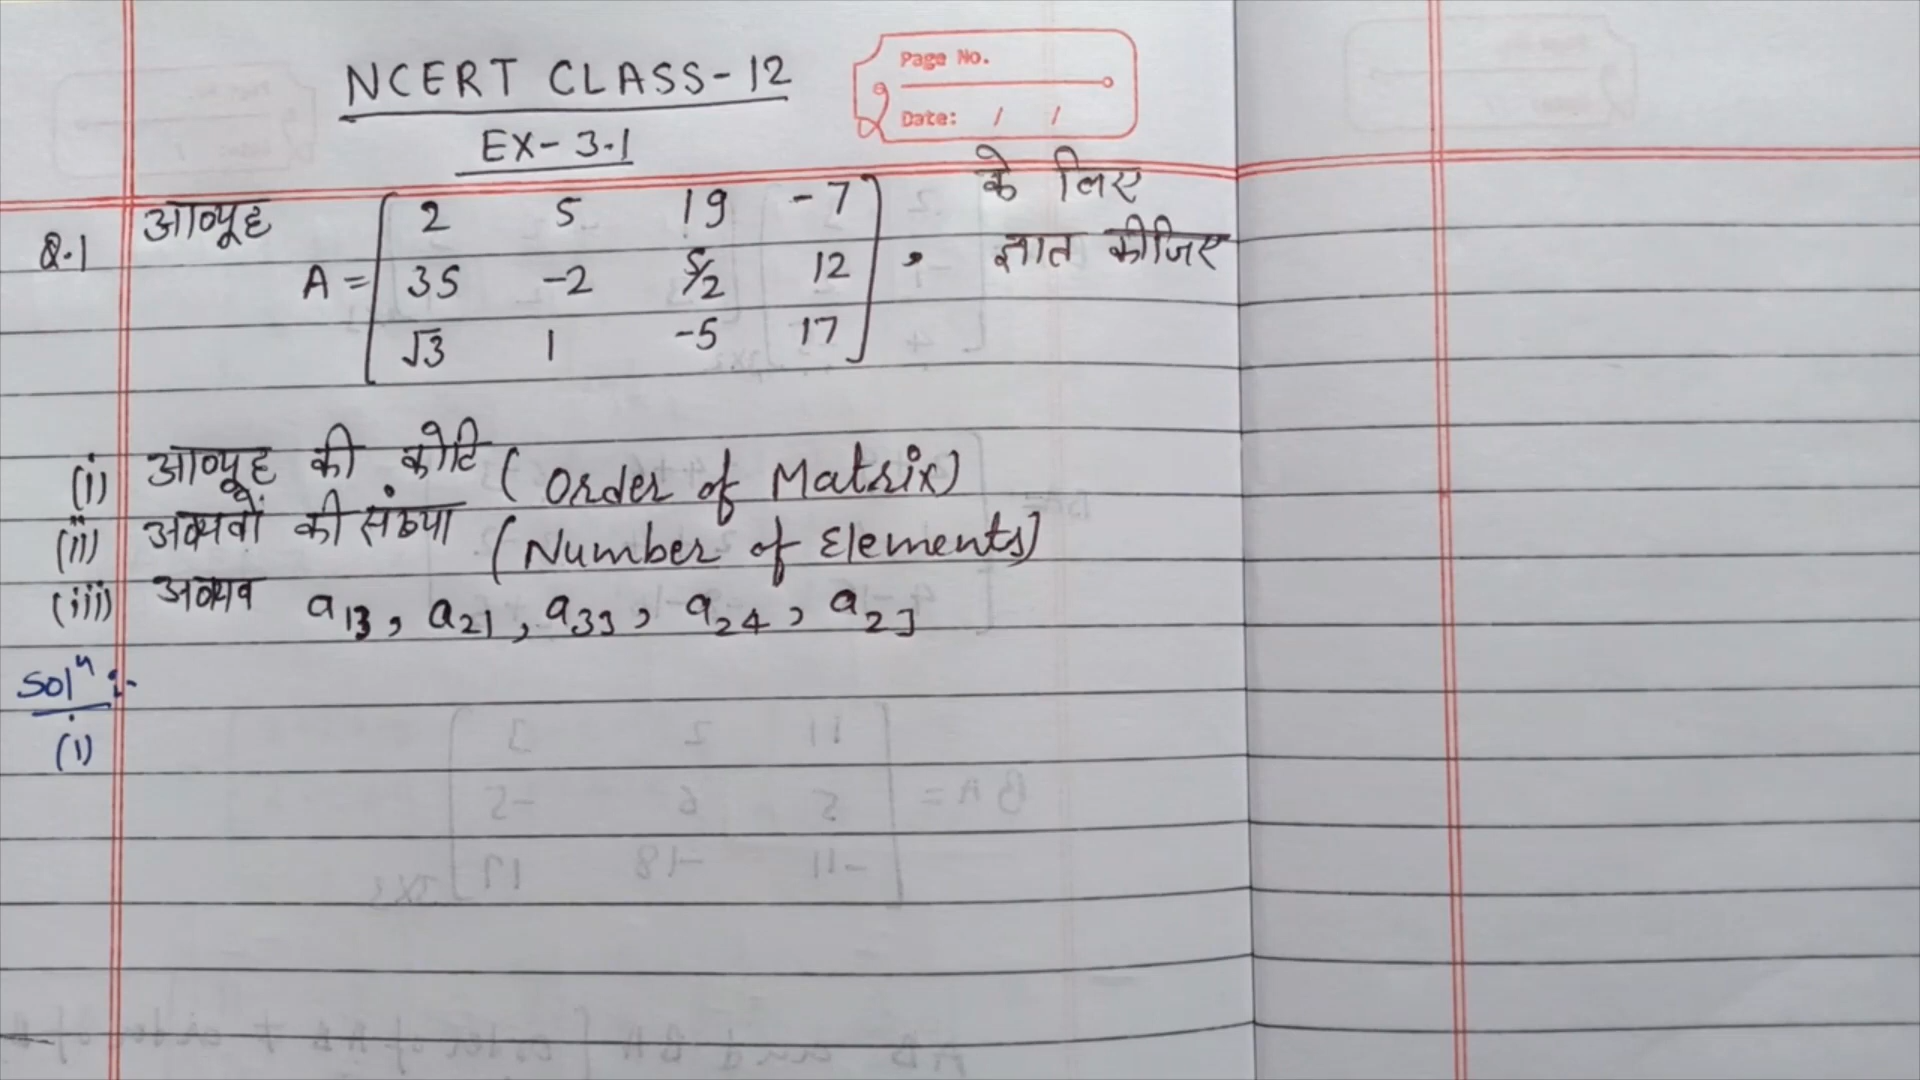 NCERT CLASS-12
Page No.
Date: / /
EX-3.1
Q.1 आव्यूह A = [ 2 5 19 -7 के लिए
35 -2 5/2 12 , ज्ञात कीजिए
√3 1 -5 17 ]
(i) आव्यूह की कोटि (Order of Matrix)
(ii) अवयवों की संख्या (Number of Elements)
(iii) अवयव a13, a21, a33, a24, a23
Solⁿ :-
(i)